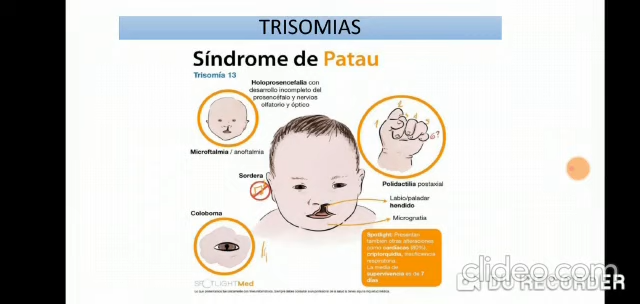 TRISOMIAS
Síndrome de Patau
Trisomía 13
Holoprosencefalia con
desarrollo incompleto del
prosencéfalo y nervios
olfatorio y óptico
Microftalmia / anoftalmia
Sordera
Polidactilia postaxial
Labio/paladar
hendido
Micrognatia
Coloboma
Spotlight: Presentan
también otras alteraciones
como cardíacas (80%),
criptorquidia, insuficiencia
respiratoria.
La media de
supervivencia es de 7
días
SPOTLIGHTMed
clideo.com
DU RECORDER